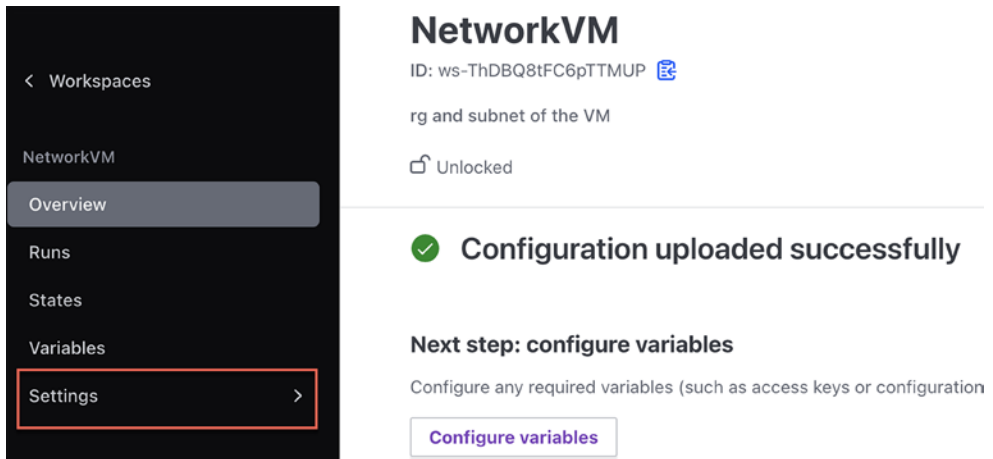 Workspaces
NetworkVM
Overview
Runs
States
Variables
Settings
NetworkVM
ID: ws-ThDBQ8tFC6pTTMUP
rg and subnet of the VM
Unlocked
Configuration uploaded successfully
Next step: configure variables
Configure any required variables (such as access keys or configuration
Configure variables